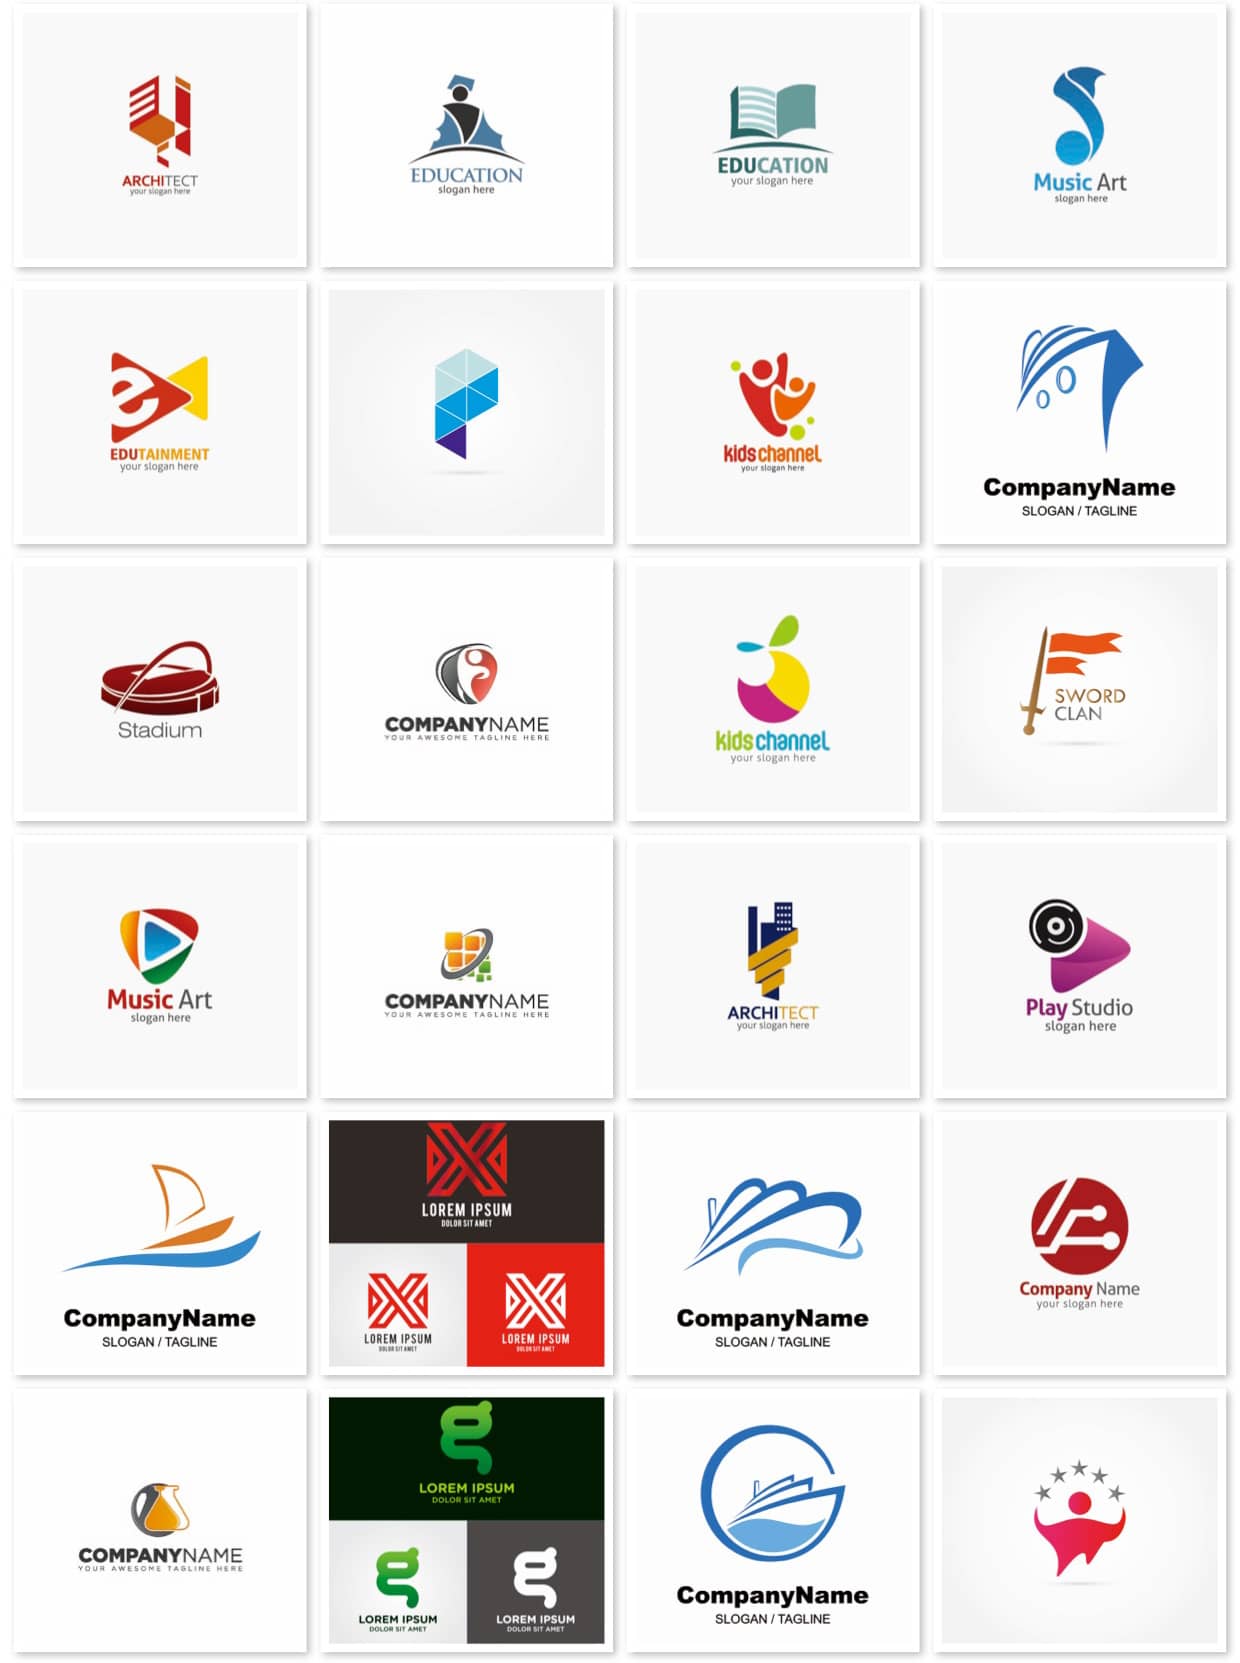 ARCHITECT
your slogan here
EDUCATION
slogan here
EDUCATION
your slogan here
Music Art
slogan here
e
EDUTAINMENT
your slogan here
kids channel
your slogan here
CompanyName
SLOGAN / TAGLINE
Stadium
COMPANYNAME
YOUR AWESOME TAGLINE HERE
kids channel
your slogan here
SWORD
CLAN
Music Art
slogan here
COMPANYNAME
YOUR AWESOME TAGLINE HERE
ARCHITECT
your slogan here
Play Studio
slogan here
CompanyName
SLOGAN / TAGLINE
X
LOREM IPSUM
DOLOR SIT AMET
X
LOREM IPSUM
DOLOR SIT AMET
X
LOREM IPSUM
DOLOR SIT AMET
CompanyName
SLOGAN / TAGLINE
Company Name
your slogan here
COMPANYNAME
YOUR AWESOME TAGLINE HERE
g
LOREM IPSUM
DOLOR SIT AMET
g
LOREM IPSUM
DOLOR SIT AMET
g
LOREM IPSUM
DOLOR SIT AMET
CompanyName
SLOGAN / TAGLINE